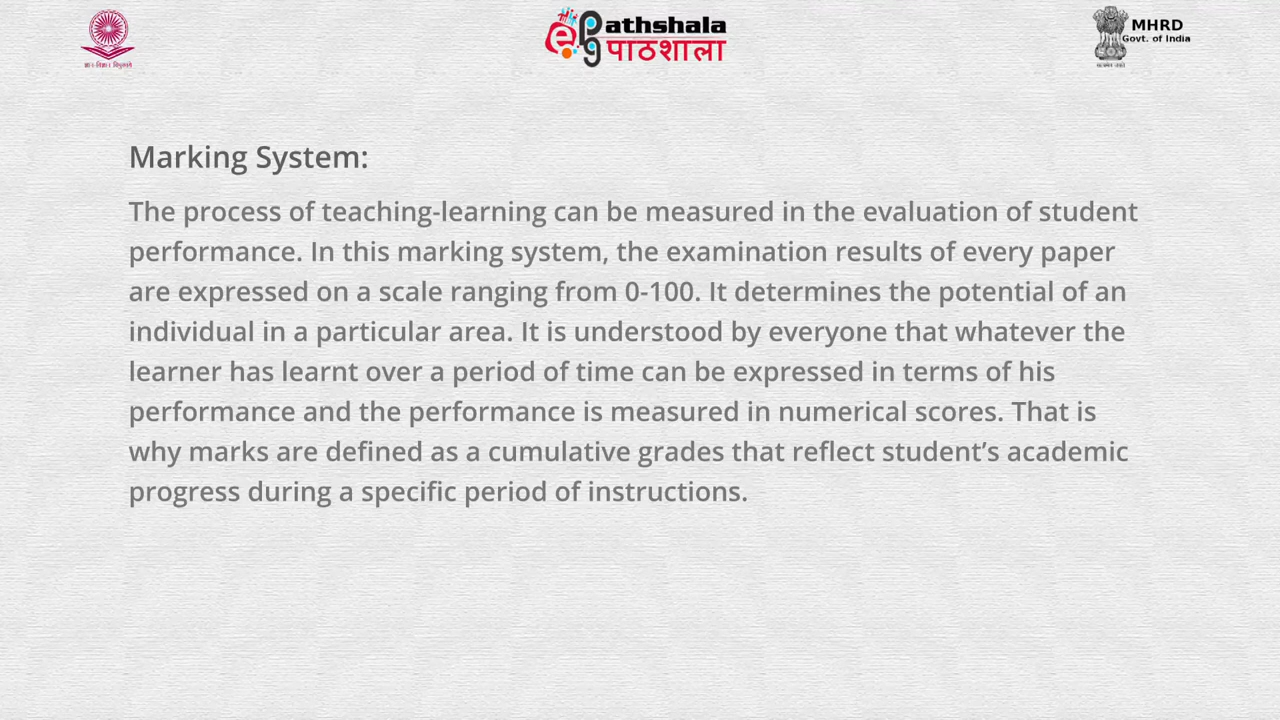 Pathshala
पाठशाला
MHRD
Govt. of India
Marking System:
The process of teaching-learning can be measured in the evaluation of student
performance. In this marking system, the examination results of every paper
are expressed on a scale ranging from 0-100. It determines the potential of an
individual in a particular area. It is understood by everyone that whatever the
learner has learnt over a period of time can be expressed in terms of his
performance and the performance is measured in numerical scores. That is
why marks are defined as a cumulative grades that reflect student’s academic
progress during a specific period of instructions.